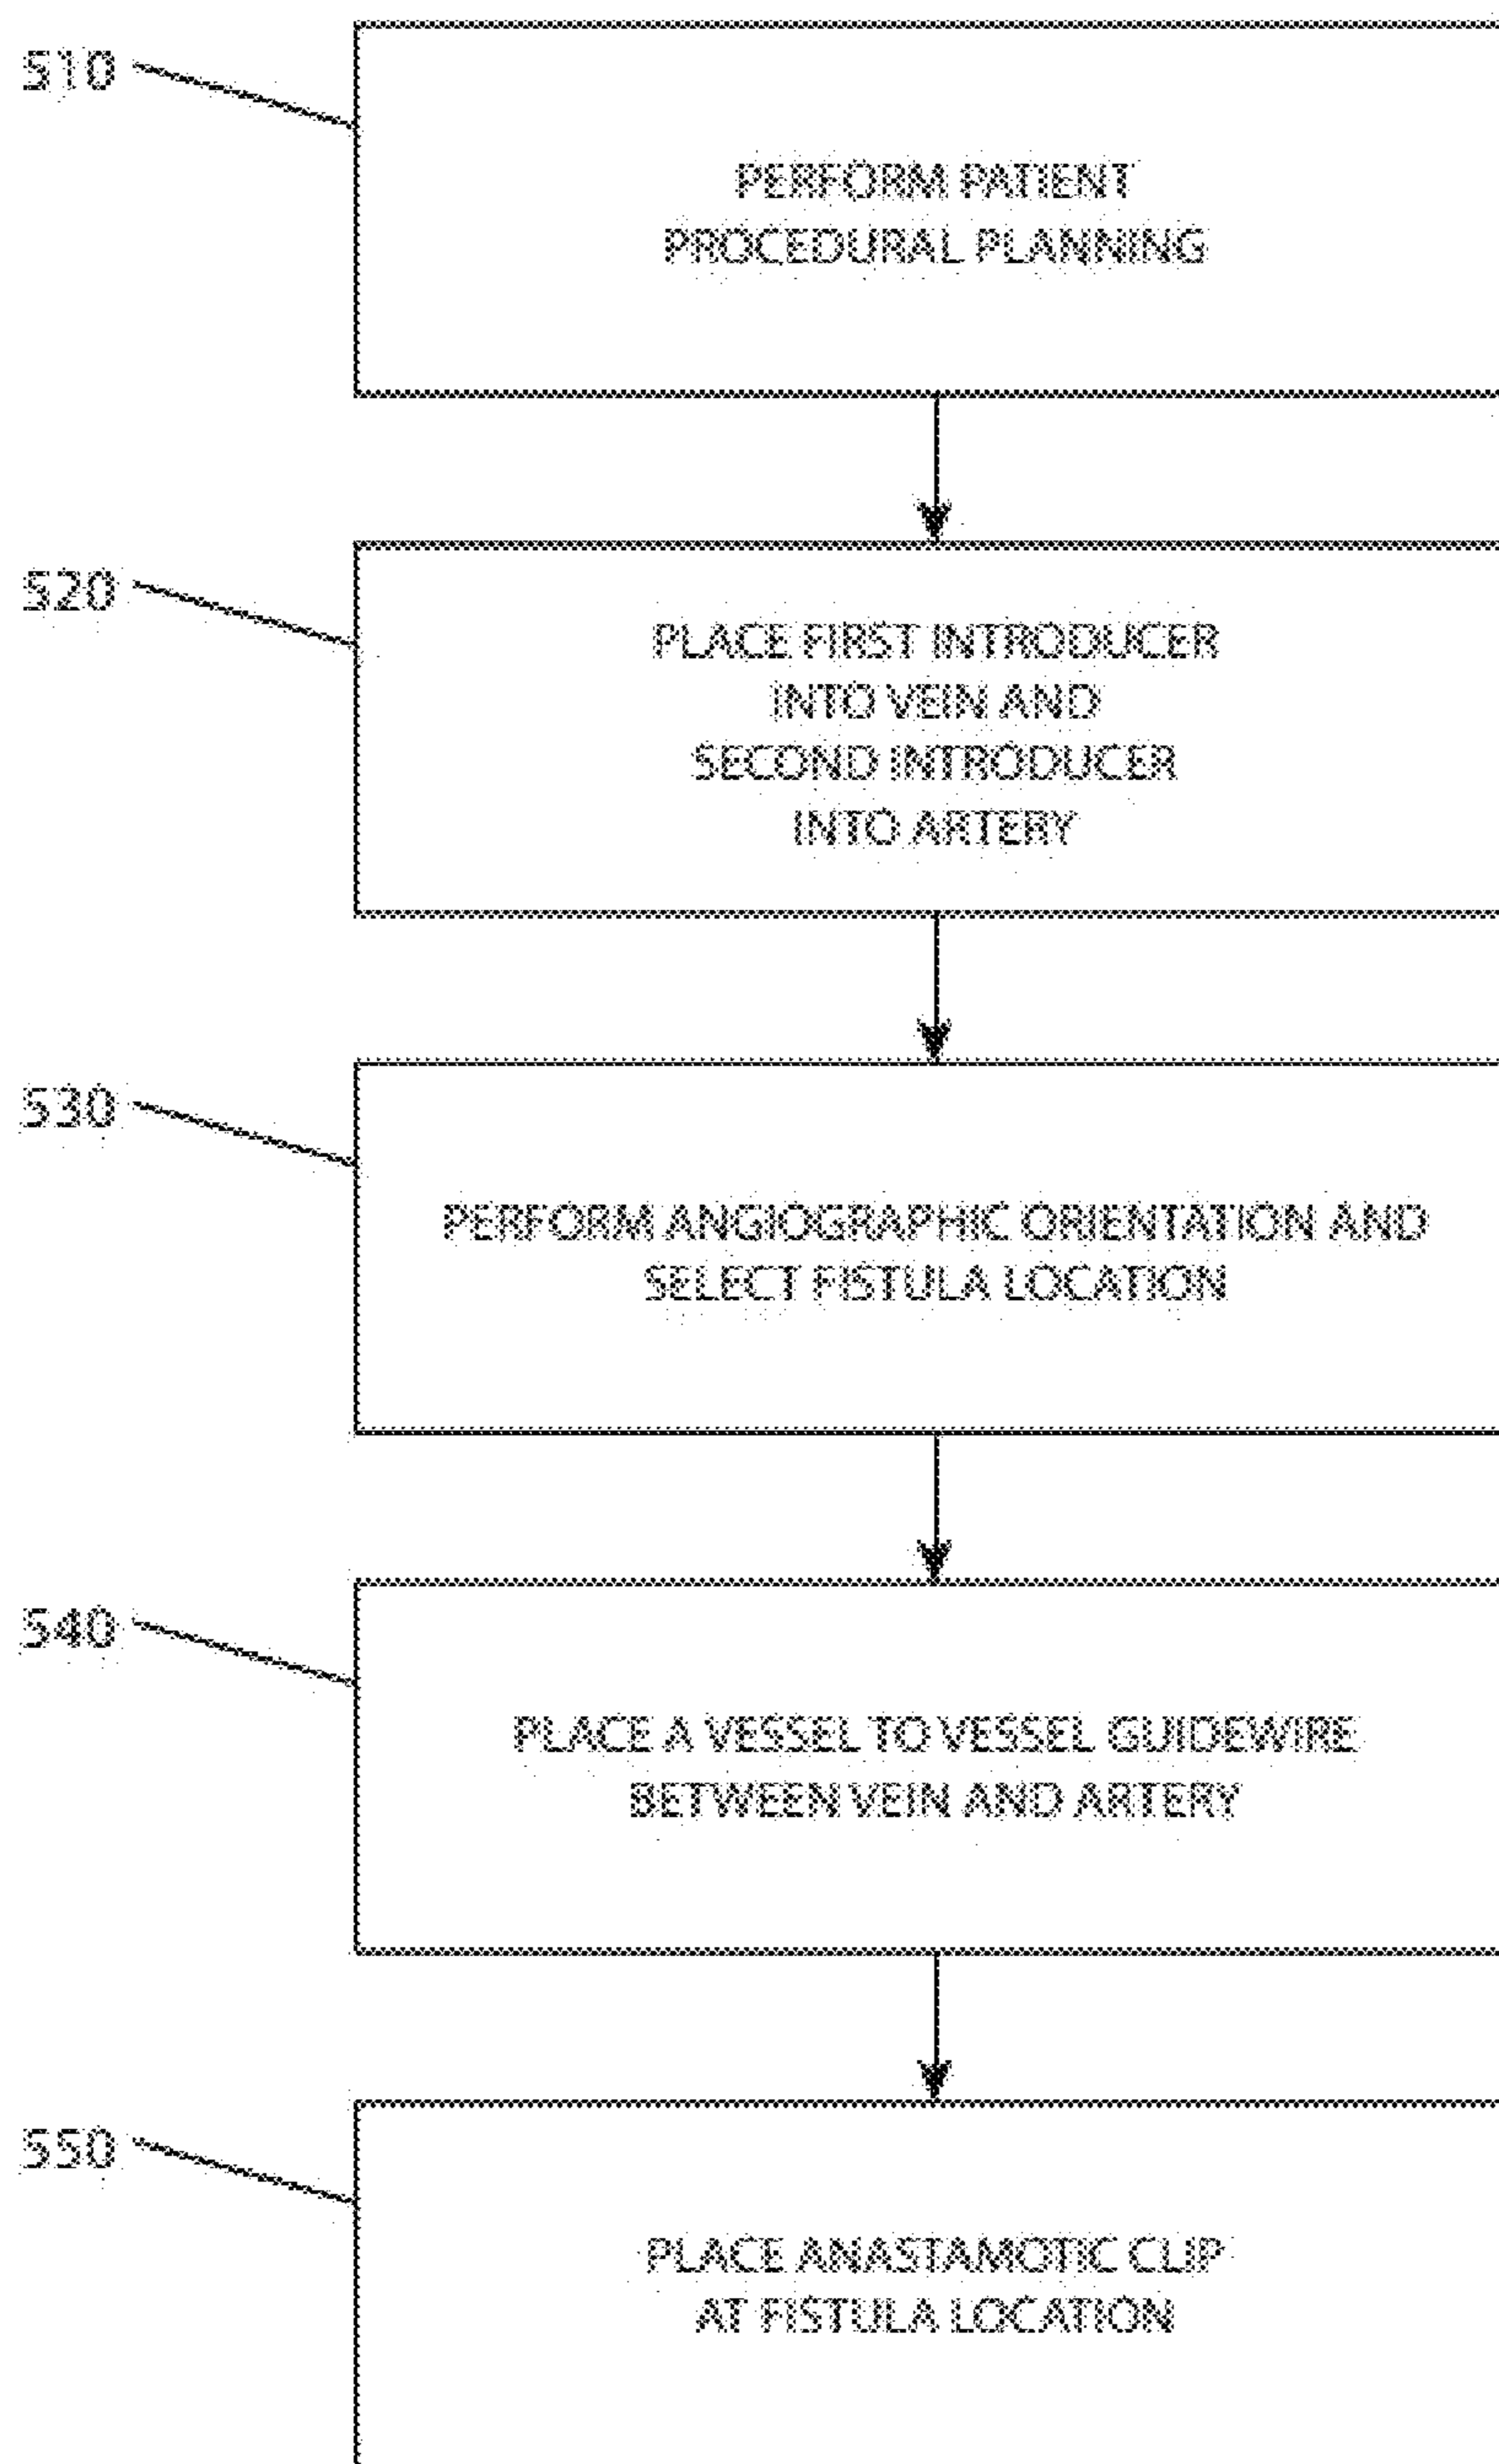 510
PERFORM PATIENT
PROCEDURAL PLANNING
520
PLACE FIRST INTRODUCER
INTO VEIN AND
SECOND INTRODUCER
INTO ARTERY
530
PERFORM ANGIOGRAPHIC ORIENTATION AND
SELECT FISTULA LOCATION
540
PLACE A VESSEL TO VESSEL GUIDEWIRE
BETWEEN VEIN AND ARTERY
550
PLACE ANASTAMOTIC CLIP
AT FISTULA LOCATION